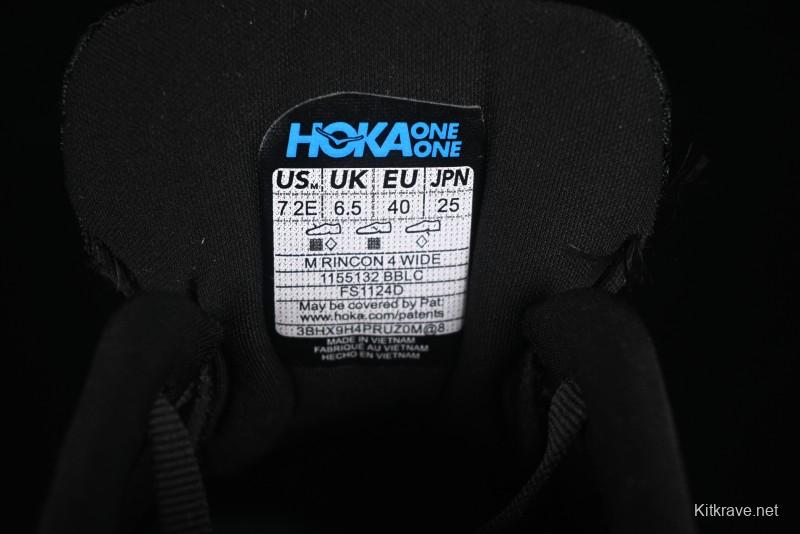 HOKA ONE ONE
USM UK EU JPN
7 2E 6.5 40 25
M RINCON 4 WIDE
1155132 BBLC
FS1124D
May be covered by Pat:
www.hoka.com/patents
3BHX9H4PRUZ0M@8
MADE IN VIETNAM
FABRIQUÉ AU VIETNAM
HECHO EN VIETNAM
Kitkrave.net